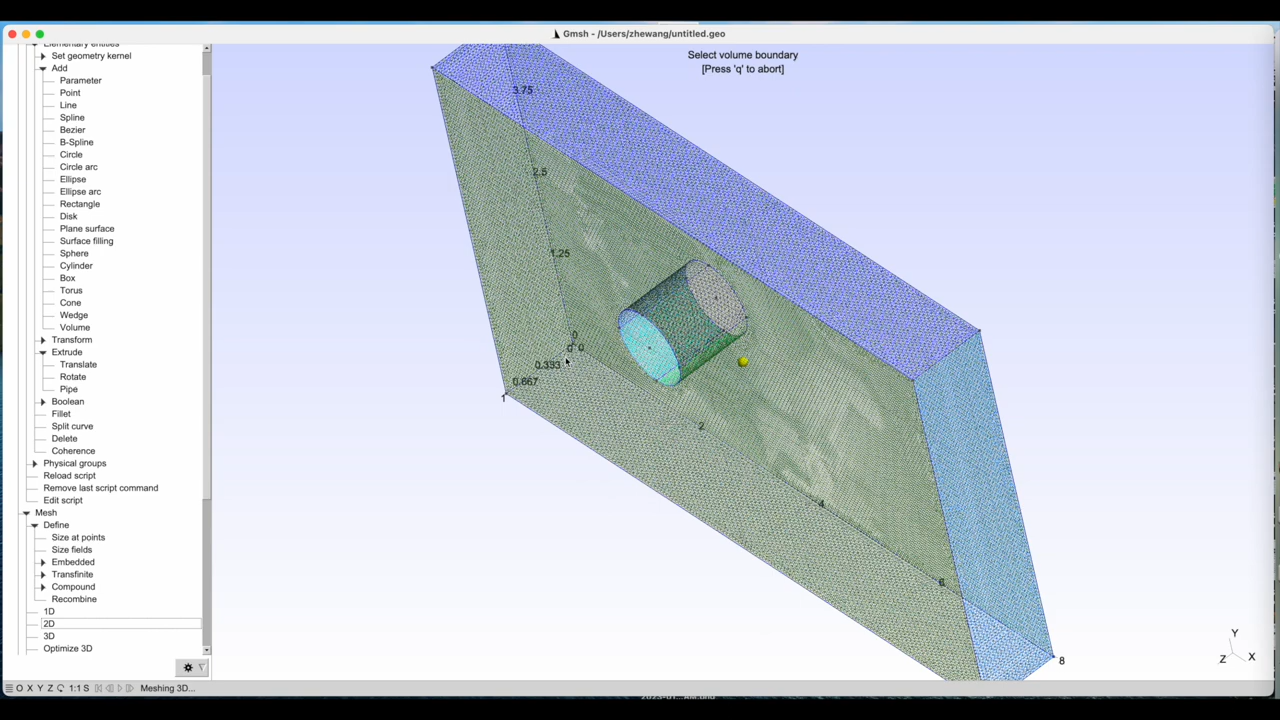 Gmsh - /Users/zhewang/untitled.geo
Elementary entities
Set geometry kernel
Add
Parameter
Point
Line
Spline
Bezier
B-Spline
Circle
Circle arc
Ellipse
Ellipse arc
Rectangle
Disk
Plane surface
Surface filling
Sphere
Cylinder
Box
Torus
Cone
Wedge
Volume
Transform
Extrude
Translate
Rotate
Pipe
Boolean
Fillet
Split curve
Delete
Coherence
Physical groups
Reload script
Remove last script command
Edit script
Mesh
Define
Size at points
Size fields
Embedded
Transfinite
Compound
Recombine
1D
2D
3D
Optimize 3D
O X Y Z 1:1 S Meshing 3D...
Select volume boundary
[Press 'q' to abort]
3.75
2.5
1.25
0
0 0
0.333
0.667
1
2
4
6
8
Y
Z X